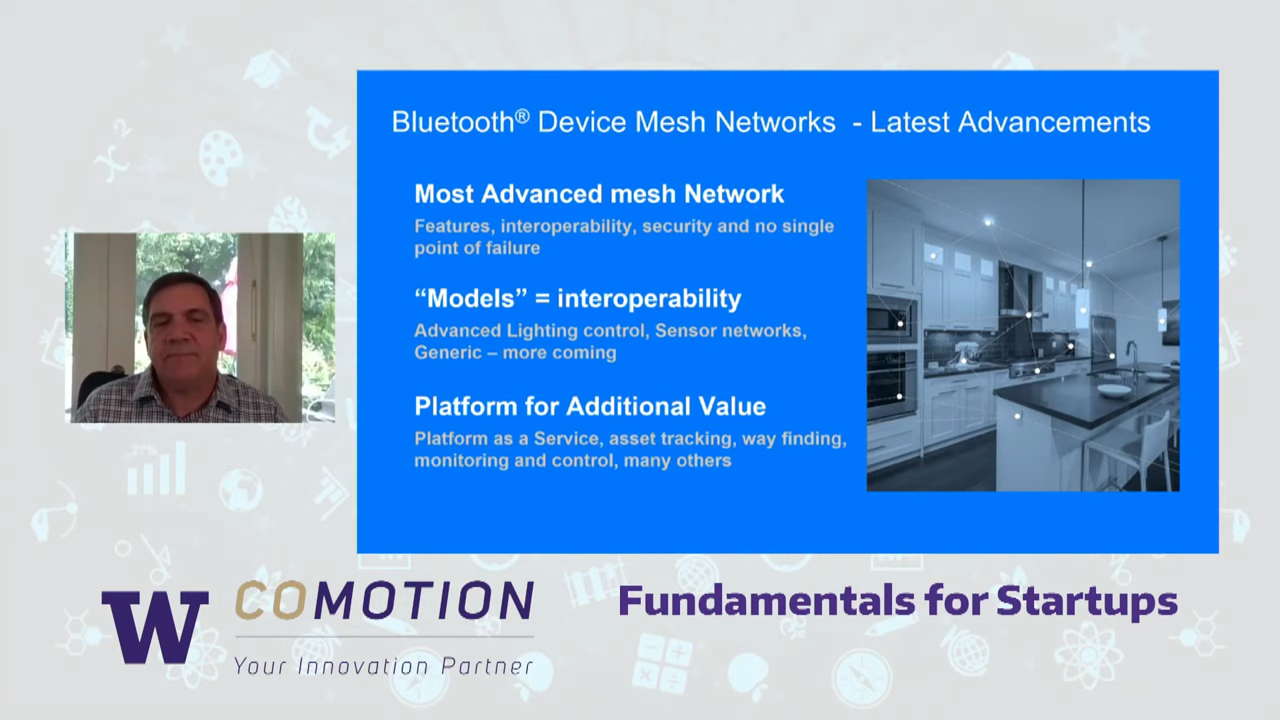 Bluetooth® Device Mesh Networks - Latest Advancements
Most Advanced mesh Network
Features, interoperability, security and no single
point of failure
“Models” = interoperability
Advanced Lighting control, Sensor networks,
Generic – more coming
Platform for Additional Value
Platform as a Service, asset tracking, way finding,
monitoring and control, many others
x²
27%
W
COMOTION
Your Innovation Partner
Fundamentals for Startups